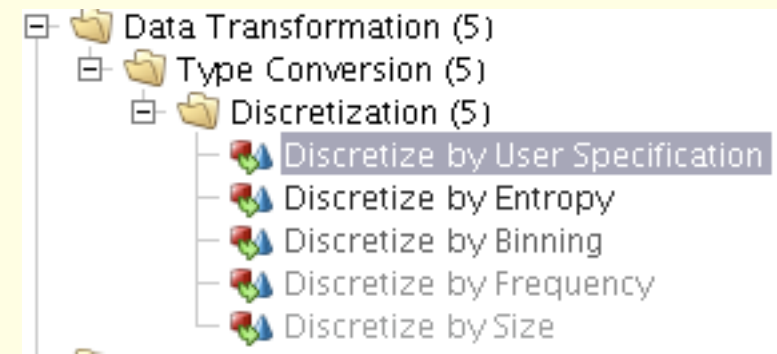 Data Transformation (5)
Type Conversion (5)
Discretization (5)
Discretize by User Specification
Discretize by Entropy
Discretize by Binning
Discretize by Frequency
Discretize by Size